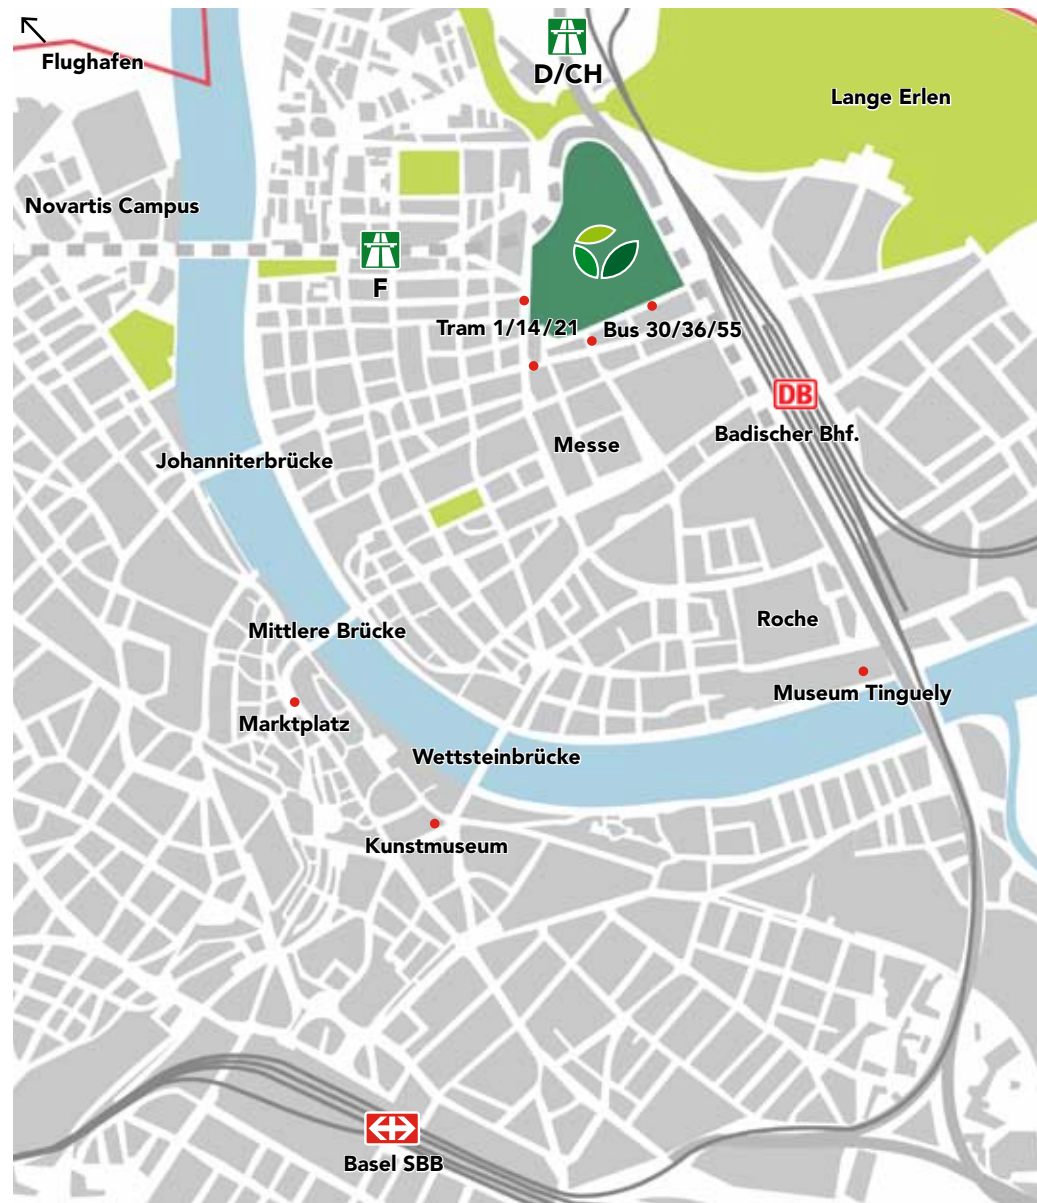 D/CH
Flughafen
Lange Erlen
Novartis Campus
F
Tram 1/14/21
Bus 30/36/55
DB
Badischer Bhf.
Messe
Johanniterbrücke
Roche
Mittlere Brücke
Museum Tinguely
Marktplatz
Wettsteinbrücke
Kunstmuseum
Basel SBB